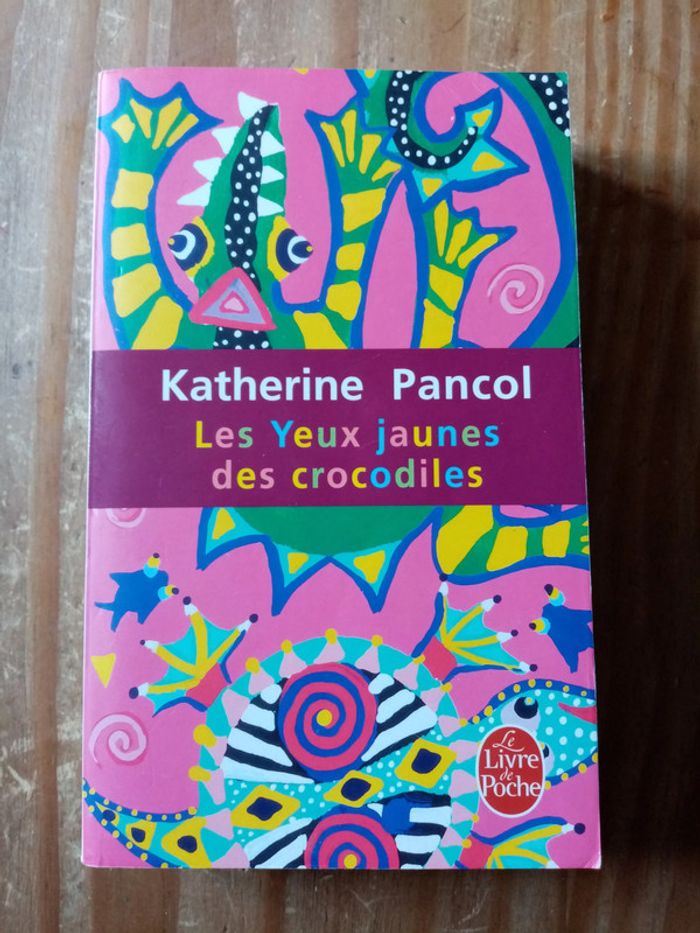 Katherine Pancol
Les Yeux jaunes
des crocodiles
Le
Livre
de
Poche